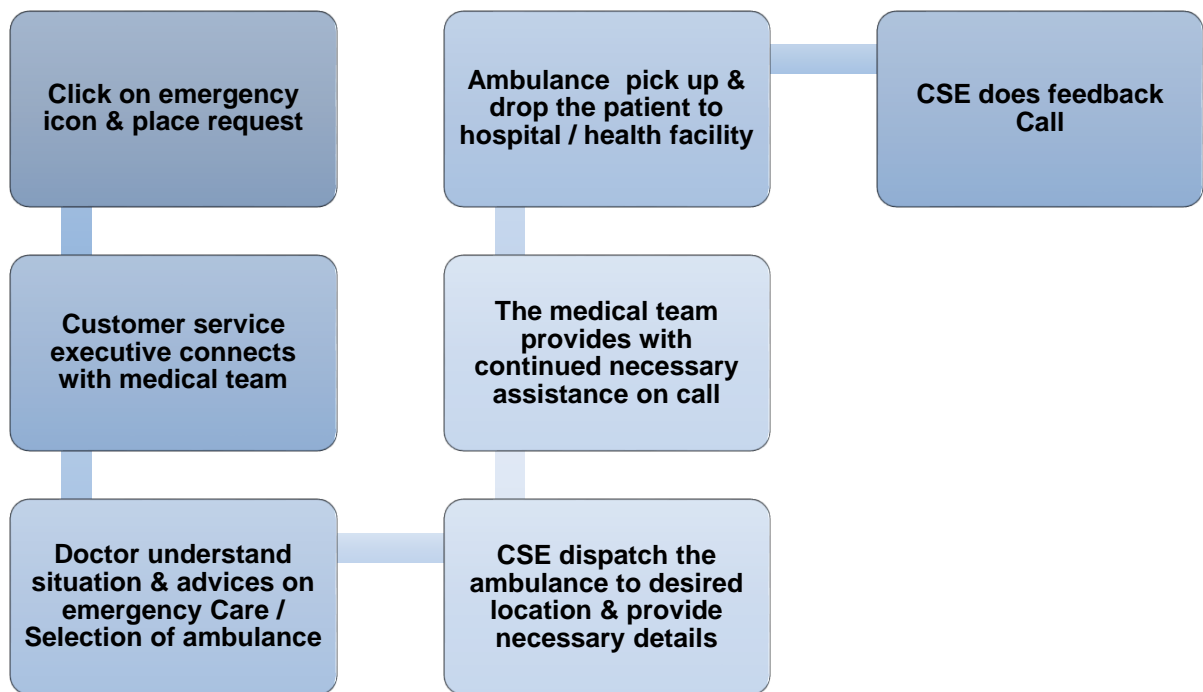 Click on emergency
icon & place request
Customer service
executive connects
with medical team
Doctor understand
situation & advices on
emergency Care /
Selection of ambulance
CSE dispatch the
ambulance to desired
location & provide
necessary details
The medical team
provides with
continued necessary
assistance on call
Ambulance  pick up &
drop the patient to
hospital / health facility
CSE does feedback
Call